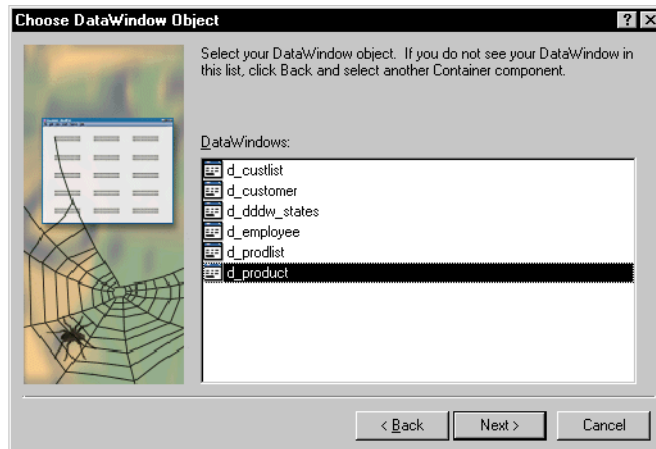 Choose DataWindow Object
Select your DataWindow object. If you do not see your DataWindow in
this list, click Back and select another Container component.
DataWindows:
d_custlist
d_customer
d_dddw_states
d_employee
d_prodlist
d_product
< Back
Next >
Cancel